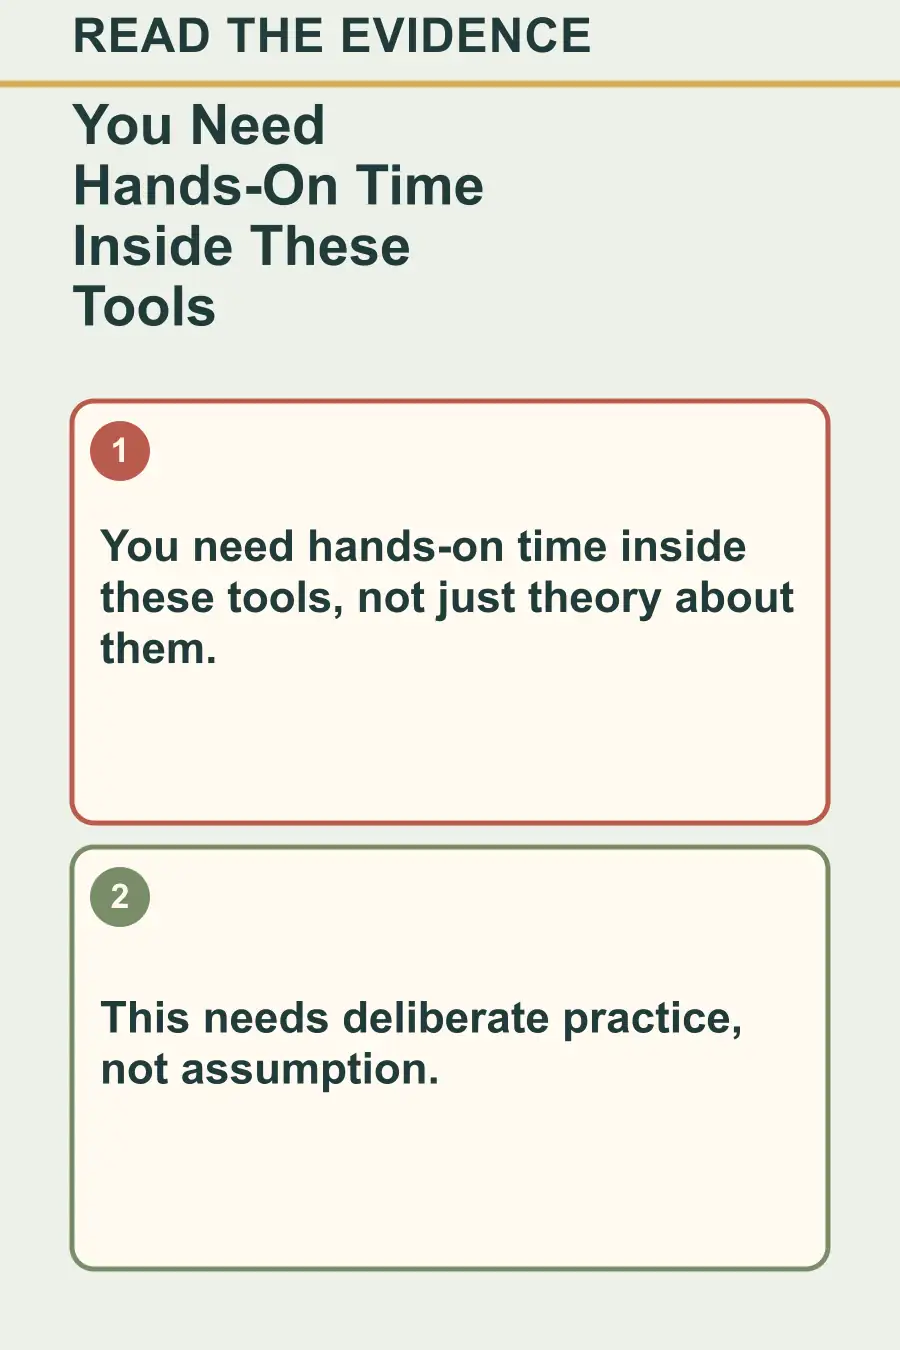 READ THE EVIDENCE
You Need
Hands-On Time
Inside These
Tools
1
You need hands-on time inside
these tools, not just theory about
them.
2
This needs deliberate practice,
not assumption.